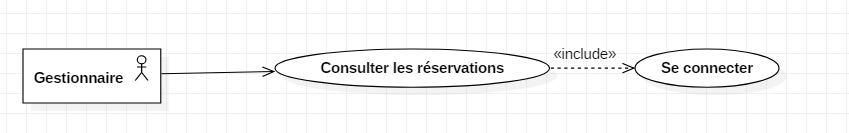 «include»
Gestionnaire
Consulter les réservations
Se connecter